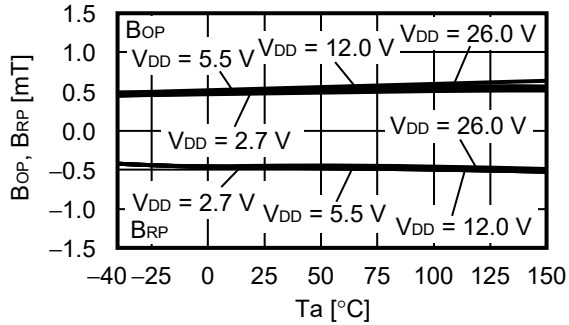 BOP, BRP [mT]
1.5
1.0
0.5
0.0
−0.5
−1.0
−1.5
BOP
VDD = 5.5 V
VDD = 12.0 V
VDD = 26.0 V
VDD = 2.7 V
VDD = 26.0 V
VDD = 2.7 V
VDD = 5.5 V
VDD = 12.0 V
BRP
−40 −25 0 25 50 75 100 125 150
Ta [°C]